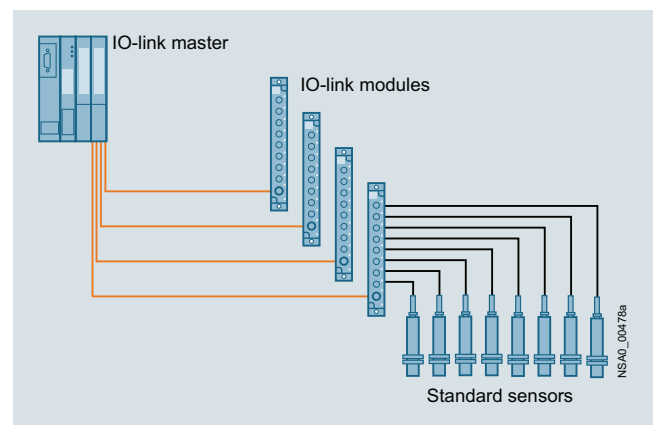 IO-link master
IO-link modules
Standard sensors
NSA0_00478a